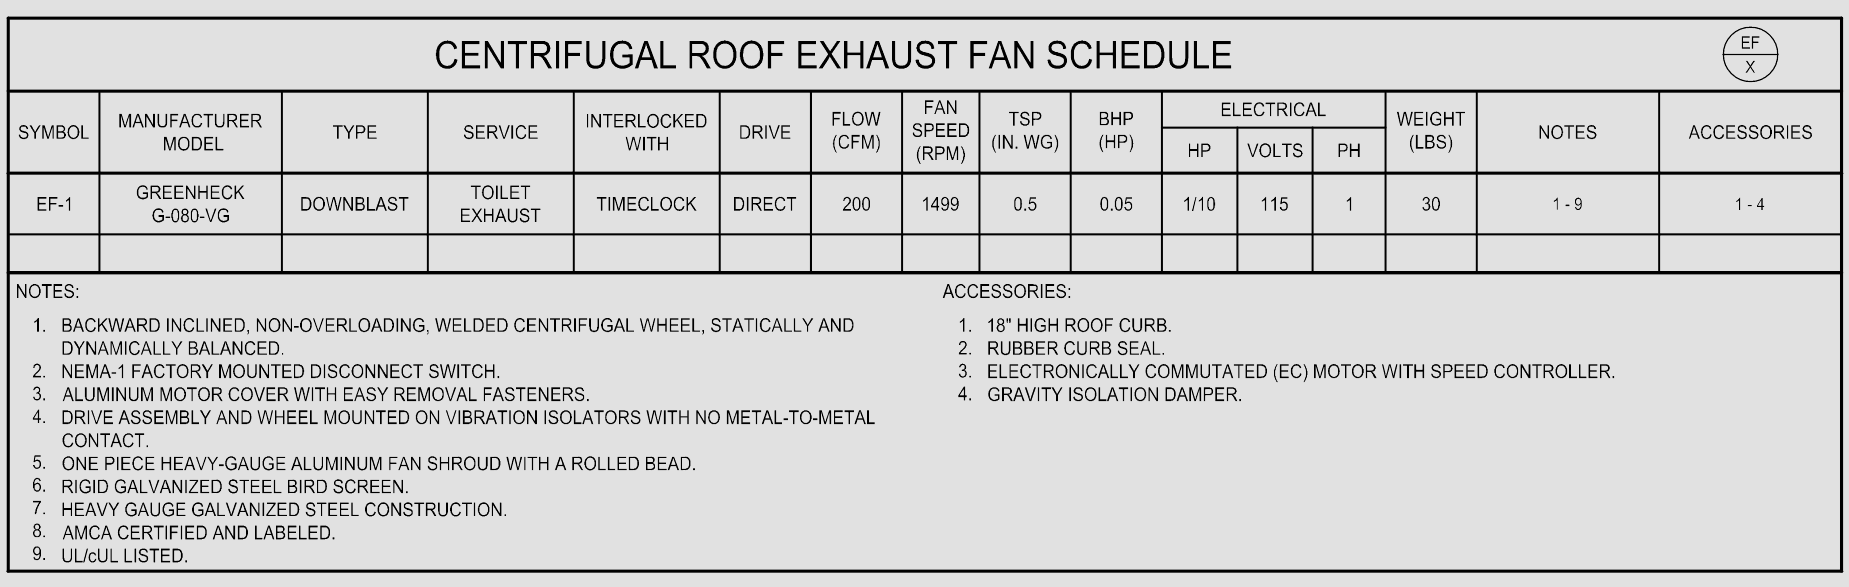 CENTRIFUGAL ROOF EXHAUST FAN SCHEDULE
EF
X
SYMBOL
MANUFACTURER
MODEL
TYPE
SERVICE
INTERLOCKED
WITH
DRIVE
FLOW
(CFM)
FAN
SPEED
(RPM)
TSP
(IN. WG)
BHP
(HP)
ELECTRICAL
HP
VOLTS
PH
WEIGHT
(LBS)
NOTES
ACCESSORIES
EF-1
GREENHECK
G-080-VG
DOWNBLAST
TOILET
EXHAUST
TIMECLOCK
DIRECT
200
1499
0.5
0.05
1/10
115
1
30
1 - 9
1 - 4
NOTES:
1. BACKWARD INCLINED, NON-OVERLOADING, WELDED CENTRIFUGAL WHEEL, STATICALLY AND
DYNAMICALLY BALANCED.
2. NEMA-1 FACTORY MOUNTED DISCONNECT SWITCH.
3. ALUMINUM MOTOR COVER WITH EASY REMOVAL FASTENERS.
4. DRIVE ASSEMBLY AND WHEEL MOUNTED ON VIBRATION ISOLATORS WITH NO METAL-TO-METAL
CONTACT.
5. ONE PIECE HEAVY-GAUGE ALUMINUM FAN SHROUD WITH A ROLLED BEAD.
6. RIGID GALVANIZED STEEL BIRD SCREEN.
7. HEAVY GAUGE GALVANIZED STEEL CONSTRUCTION.
8. AMCA CERTIFIED AND LABELED.
9. UL/cUL LISTED.
ACCESSORIES:
1. 18" HIGH ROOF CURB.
2. RUBBER CURB SEAL.
3. ELECTRONICALLY COMMUTATED (EC) MOTOR WITH SPEED CONTROLLER.
4. GRAVITY ISOLATION DAMPER.